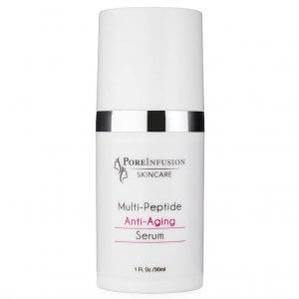 PoreInfusion
SKINCARE
Multi-Peptide
Anti-Aging
Serum
1 Fl. Oz/30ml